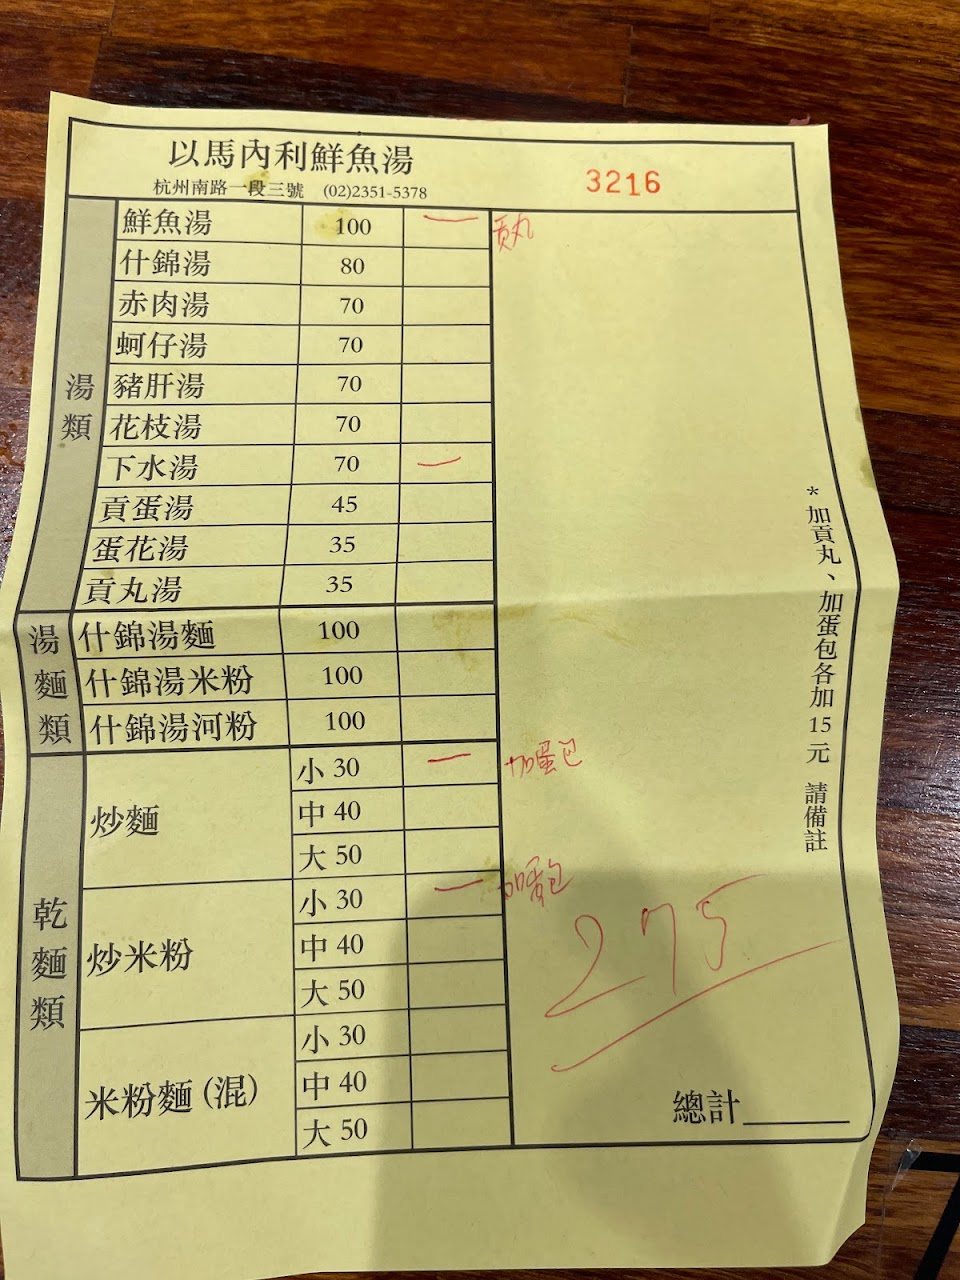 以馬內利鮮魚湯
杭州南路一段三號 (02)2351-5378
3216
湯類
鮮魚湯 100 一 貢丸
什錦湯 80
赤肉湯 70
蚵仔湯 70
豬肝湯 70
花枝湯 70
下水湯 70 一
貢蛋湯 45
蛋花湯 35
貢丸湯 35
湯麵類
什錦湯麵 100
什錦湯米粉 100
什錦湯河粉 100
乾麵類
炒麵
小 30 一 加蛋包
中 40
大 50
炒米粉
小 30 一 加蛋包
中 40
大 50
米粉麵(混)
小 30
中 40
大 50
*加貢丸、加蛋包各加15元 請備註
275
總計